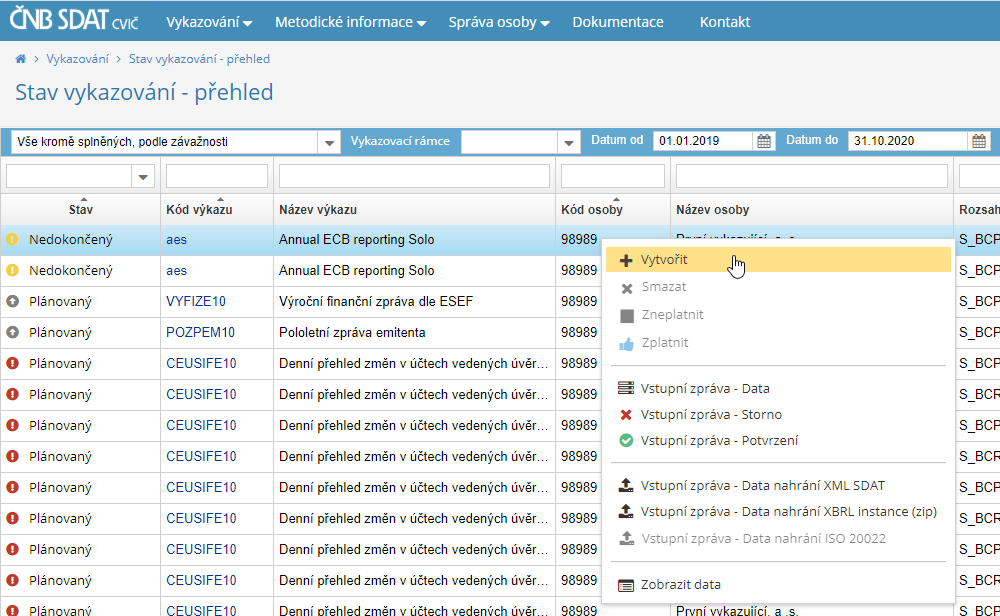 ČNB SDAT CVIČ Vykazování Metodické informace Správa osoby Dokumentace Kontakt
Vykazování > Stav vykazování - přehled
Stav vykazování - přehled
Vše kromě splněných, podle závažnosti Vykazovací rámce Datum od 01.01.2019 Datum do 31.10.2020
Stav Kód výkazu Název výkazu Kód osoby Název osoby Rozsah
Nedokončený aes Annual ECB reporting Solo 98989 První vykazující, a .s. S_BCP
Nedokončený aes Annual ECB reporting Solo 98989 S_BCP
Plánovaný VYFIZE10 Výroční finanční zpráva dle ESEF 98989 S_BCP
Plánovaný POZPEM10 Pololetní zpráva emitenta 98989 S_BCP
Plánovaný CEUSIFE10 Denní přehled změn v účtech vedených úvěr... 98989 S_BCP
Plánovaný CEUSIFE10 Denní přehled změn v účtech vedených úvěr... 98989 S_BCP
Plánovaný CEUSIFE10 Denní přehled změn v účtech vedených úvěr... 98989 S_BCP
Plánovaný CEUSIFE10 Denní přehled změn v účtech vedených úvěr... 98989 S_BCR
Plánovaný CEUSIFE10 Denní přehled změn v účtech vedených úvěr... 98989 S_BCP
Plánovaný CEUSIFE10 Denní přehled změn v účtech vedených úvěr... 98989 S_BCP
Plánovaný CEUSIFE10 Denní přehled změn v účtech vedených úvěr... 98989 S_BCP
Plánovaný CEUSIFE10 Denní přehled změn v účtech vedených úvěr... 98989 S_BCR
Plánovaný CEUSIFE10 Denní přehled změn v účtech vedených úvěr... 98989 První vykazující, a .s. S_BCP
Vytvořit
Smazat
Zneplatnit
Zplatnit
Vstupní zpráva - Data
Vstupní zpráva - Storno
Vstupní zpráva - Potvrzení
Vstupní zpráva - Data nahrání XML SDAT
Vstupní zpráva - Data nahrání XBRL instance (zip)
Vstupní zpráva - Data nahrání ISO 20022
Zobrazit data